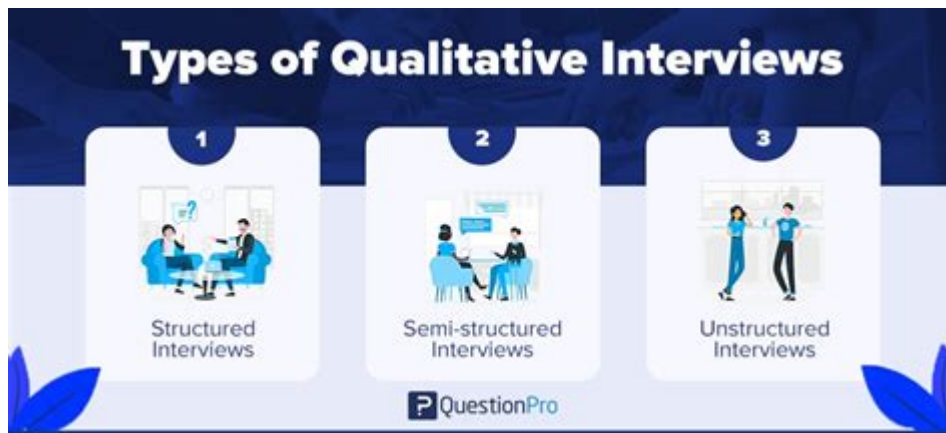 Types of Qualitative Interviews
1
2
3
?
Structured
Interviews
Semi-structured
Interviews
Unstructured
Interviews
QuestionPro